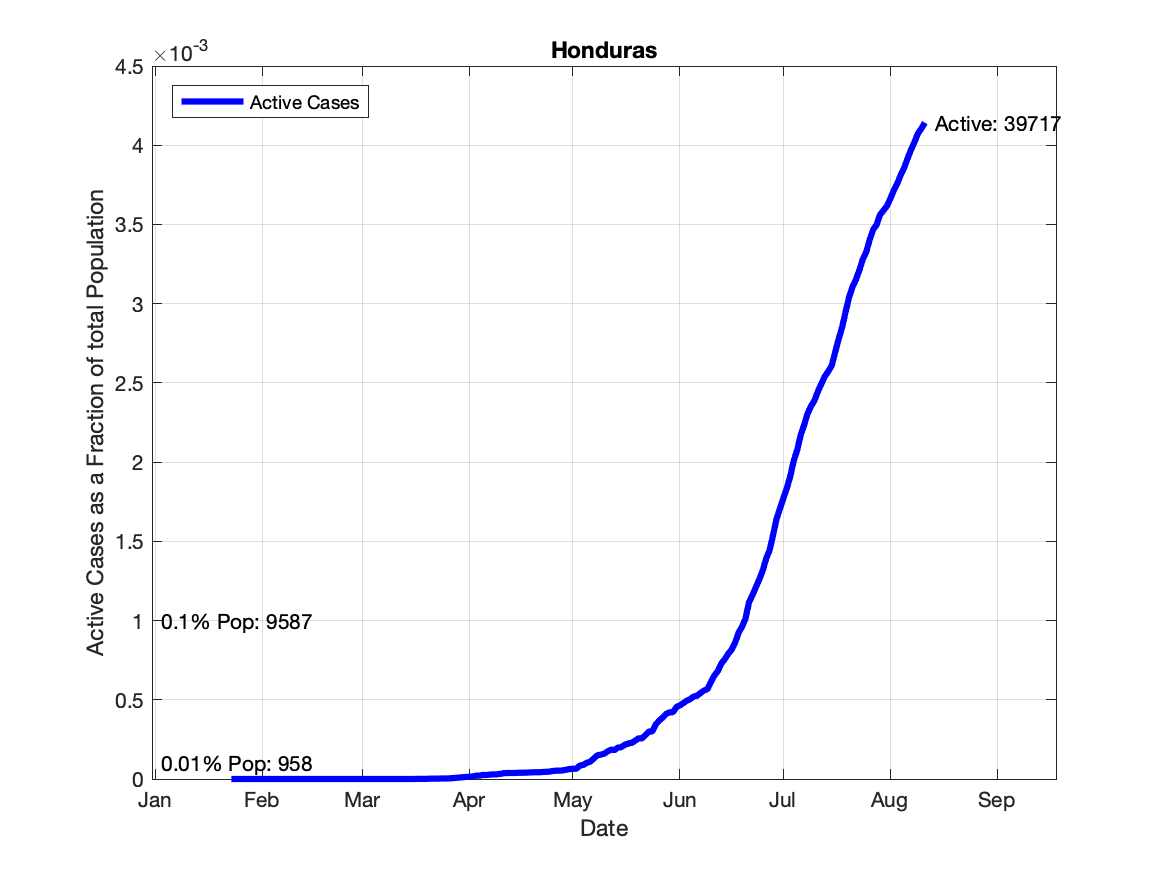 Honduras
×10-3
4.5
4
3.5
3
2.5
2
1.5
1
0.5
0
Active Cases as a Fraction of total Population
Active Cases
Active: 39717
0.1% Pop: 9587
0.01% Pop: 958
Jan Feb Mar Apr May Jun Jul Aug Sep
Date